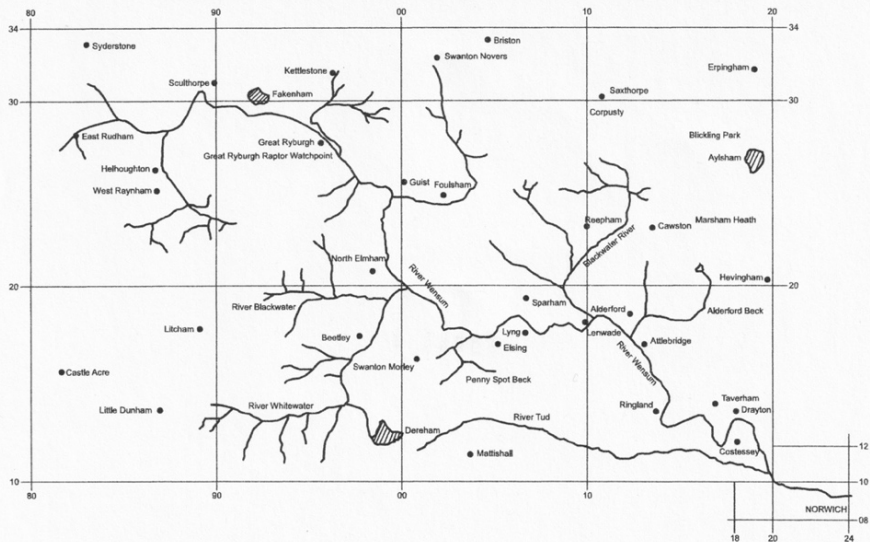 80
90
00
10
20
34
34
Syderstone
Briston
Swanton Novers
Erpingham
Kettlestone
Sculthorpe
Fakenham
Saxthorpe
30
30
Corpusty
East Rudham
Great Ryburgh
Great Ryburgh Raptor Watchpoint
Blickling Park
Aylsham
Helhoughton
West Raynham
Guist
Foulsham
Reepham
Cawston
Marsham Heath
Blackwater River
North Elmham
River Wensum
Hevingham
20
20
River Blackwater
Sparham
Alderford
Alderford Beck
Litcham
Beetley
Lyng
Lenwade
Elsing
Attlebridge
Swanton Morley
River Wensum
Castle Acre
Penny Spot Beck
Little Dunham
River Whitewater
River Tud
Ringland
Taverham
Drayton
Dereham
Costessey
12
12
Mattishall
10
10
NORWICH
08
08
80
90
00
10
18
20
24